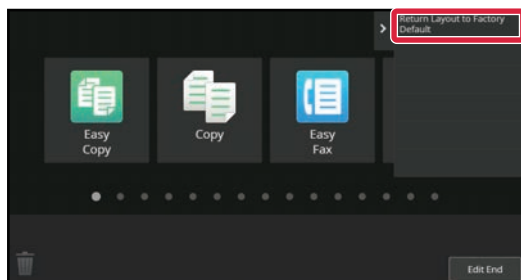 Return Layout to Factory
Default
Easy
Copy
Copy
Easy
Fax
Edit End